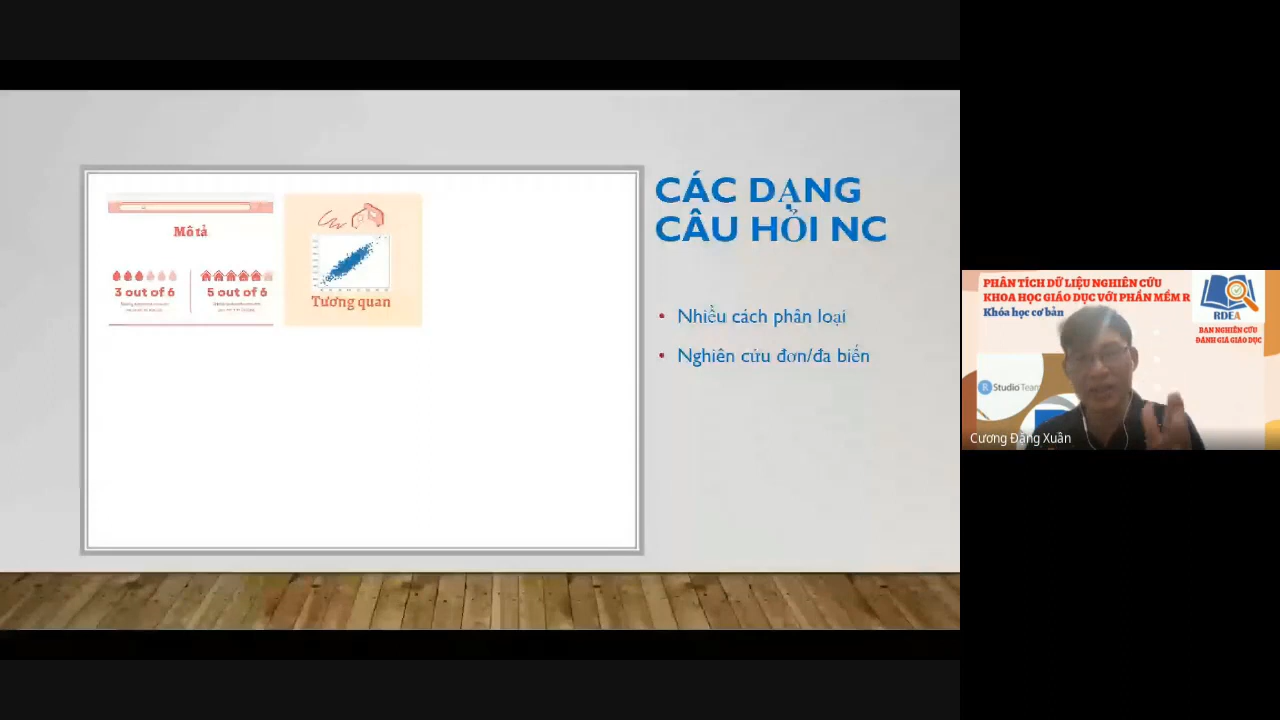 Mô tả
3 out of 6
5 out of 6
Tương quan
CÁC DẠNG
CÂU HỎI NC
• Nhiều cách phân loại
• Nghiên cứu đơn/đa biến
PHÂN TÍCH DỮ LIỆU NGHIÊN CỨU
KHOA HỌC GIÁO DỤC VỚI PHẦN MỀM R
Khóa học cơ bản
RDEA
BAN NGHIÊN CỨU
ĐÁNH GIÁ GIÁO DỤC
R Studio Team
Cương Đặng Xuân